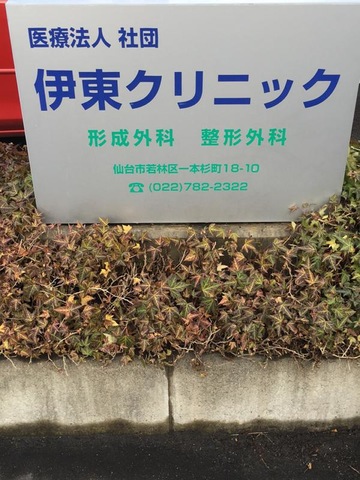 医療法人 社団
伊東クリニック
形成外科 整形外科
仙台市若林区一本杉町18-10
☎(022)782-2322